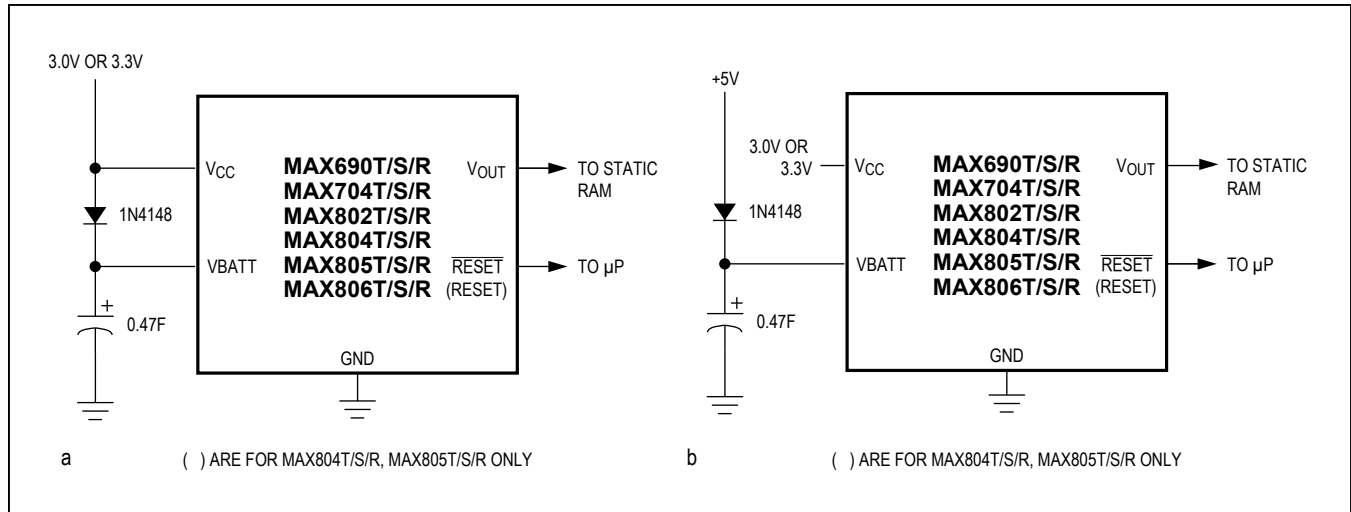 3.0V OR 3.3V
VCC
MAX690T/S/R
MAX704T/S/R
MAX802T/S/R
MAX804T/S/R
MAX805T/S/R
MAX806T/S/R
VOUT
TO STATIC
RAM
1N4148
VBATT
RESET
(RESET)
TO µP
+
0.47F
GND
a
( ) ARE FOR MAX804T/S/R, MAX805T/S/R ONLY
+5V
3.0V OR
3.3V
VCC
MAX690T/S/R
MAX704T/S/R
MAX802T/S/R
MAX804T/S/R
MAX805T/S/R
MAX806T/S/R
VOUT
TO STATIC
RAM
1N4148
VBATT
RESET
(RESET)
TO µP
+
0.47F
GND
b
( ) ARE FOR MAX804T/S/R, MAX805T/S/R ONLY